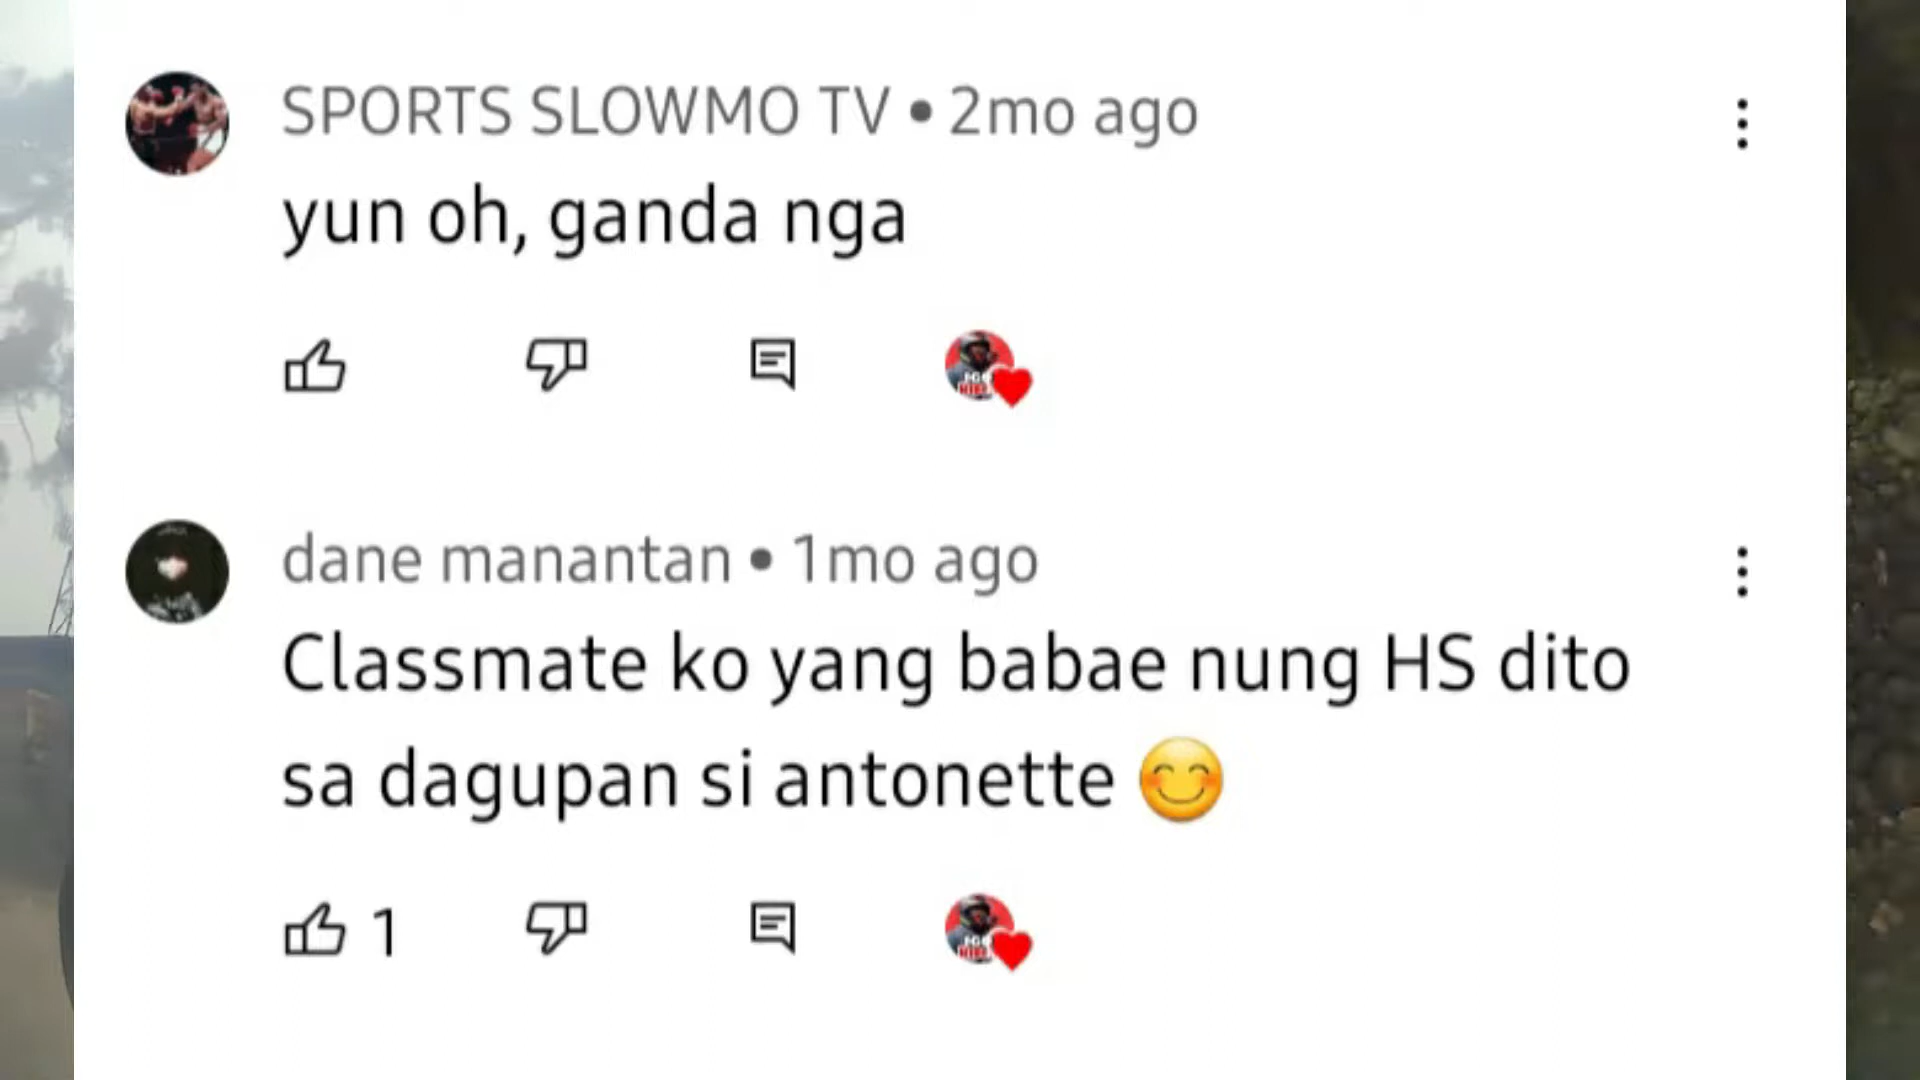 SPORTS SLOWMO TV • 2mo ago
yun oh, ganda nga
dane manantan • 1mo ago
Classmate ko yang babae nung HS dito
sa dagupan si antonette 😊
1